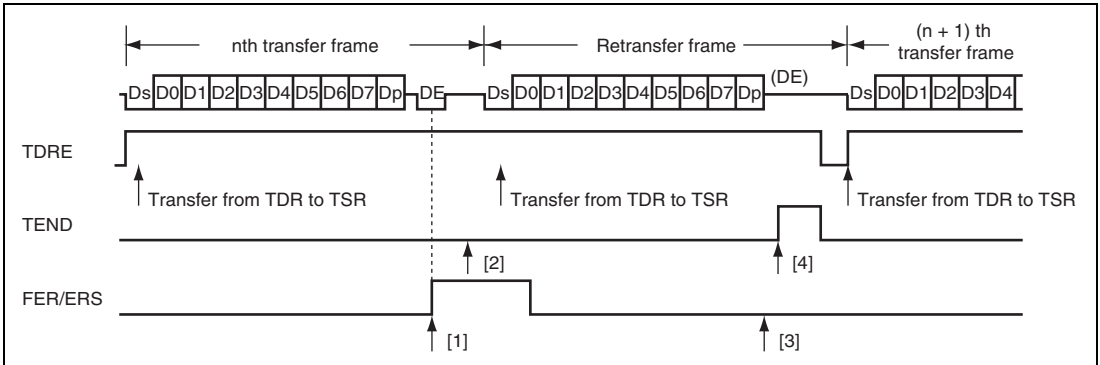 nth transfer frame
Retransfer frame
(n + 1) th
transfer frame
Ds D0 D1 D2 D3 D4 D5 D6 D7 Dp DE
Ds D0 D1 D2 D3 D4 D5 D6 D7 Dp (DE)
Ds D0 D1 D2 D3 D4
TDRE
Transfer from TDR to TSR
Transfer from TDR to TSR
Transfer from TDR to TSR
TEND
[2]
[4]
FER/ERS
[1]
[3]